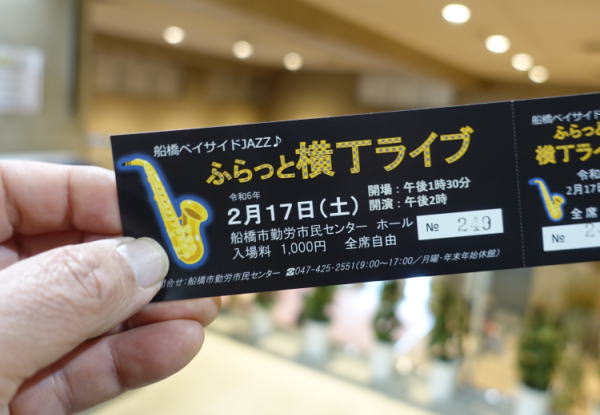 船橋ベイサイドJAZZ♪
ふらっと横丁ライブ
令和6年
2月17日(土)
開場:午後1時30分
開演:午後2時
船橋市勤労市民センター ホール
入場料 1,000円 全席自由
№ 249
問合せ:船橋市勤労市民センター ☎047-425-2551(9:00〜17:00/月曜・年末年始休館)
船橋ベイサイドJAZZ
ふらっと
横丁ライ
令和
2月17日
全席
№ 2